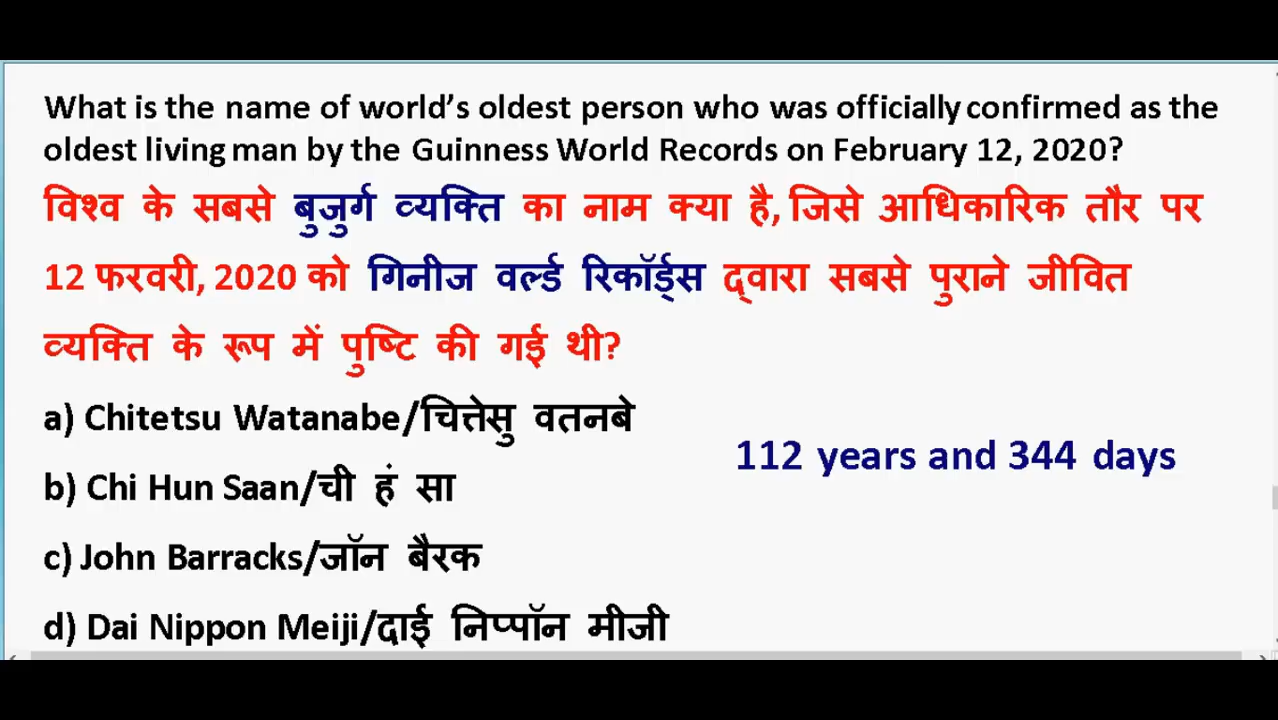 What is the name of world’s oldest person who was officially confirmed as the
oldest living man by the Guinness World Records on February 12, 2020?
विश्व के सबसे बुजुर्ग व्यक्ति का नाम क्या है, जिसे आधिकारिक तौर पर
12 फरवरी, 2020 को गिनीज वर्ल्ड रिकॉर्ड्स द्वारा सबसे पुराने जीवित
व्यक्ति के रूप में पुष्टि की गई थी?
a) Chitetsu Watanabe/चित्तेसु वतनबे
112 years and 344 days
b) Chi Hun Saan/ची हं सा
c) John Barracks/जॉन बैरक
d) Dai Nippon Meiji/दाई निप्पॉन मीजी